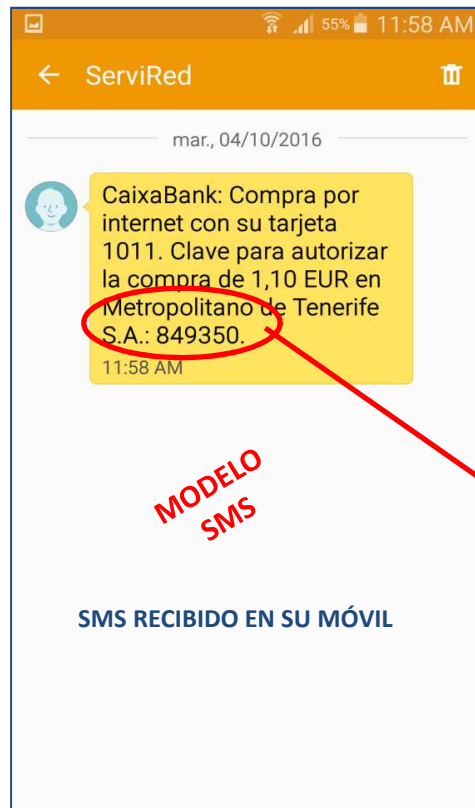 55% 11:58 AM
ServiRed
mar., 04/10/2016
CaixaBank: Compra por
internet con su tarjeta
1011. Clave para autorizar
la compra de 1,10 EUR en
Metropolitano de Tenerife
S.A.: 849350.
11:58 AM
MODELO
SMS
SMS RECIBIDO EN SU MÓVIL